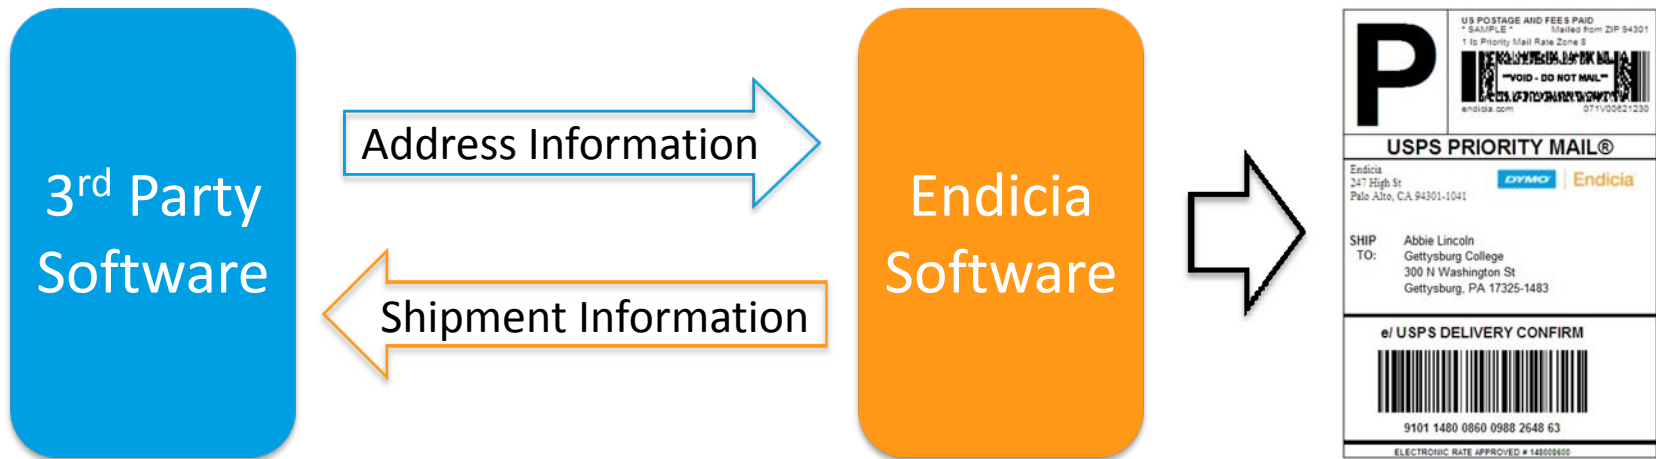 3rd Party
Software
Address Information
Shipment Information
Endicia
Software
P
US POSTAGE AND FEES PAID
* SAMPLE * Mailed from ZIP 94301
1 lb Priority Mail Rate Zone 8
**VOID - DO NOT MAIL**
endicia.com 071V00621230
USPS PRIORITY MAIL®
Endicia
247 High St
Palo Alto, CA 94301-1041
DYMO Endicia
SHIP TO:
Abbie Lincoln
Gettysburg College
300 N Washington St
Gettysburg, PA 17325-1483
e/ USPS DELIVERY CONFIRM
9101 1480 0860 0988 2648 63
ELECTRONIC RATE APPROVED # 148008600